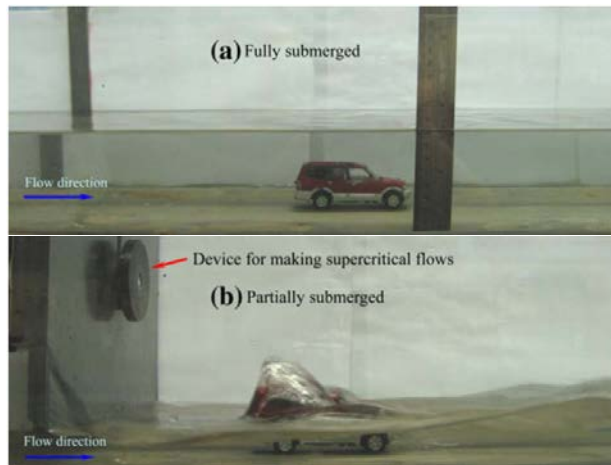 (a) Fully submerged
Flow direction
Device for making supercritical flows
(b) Partially submerged
Flow direction